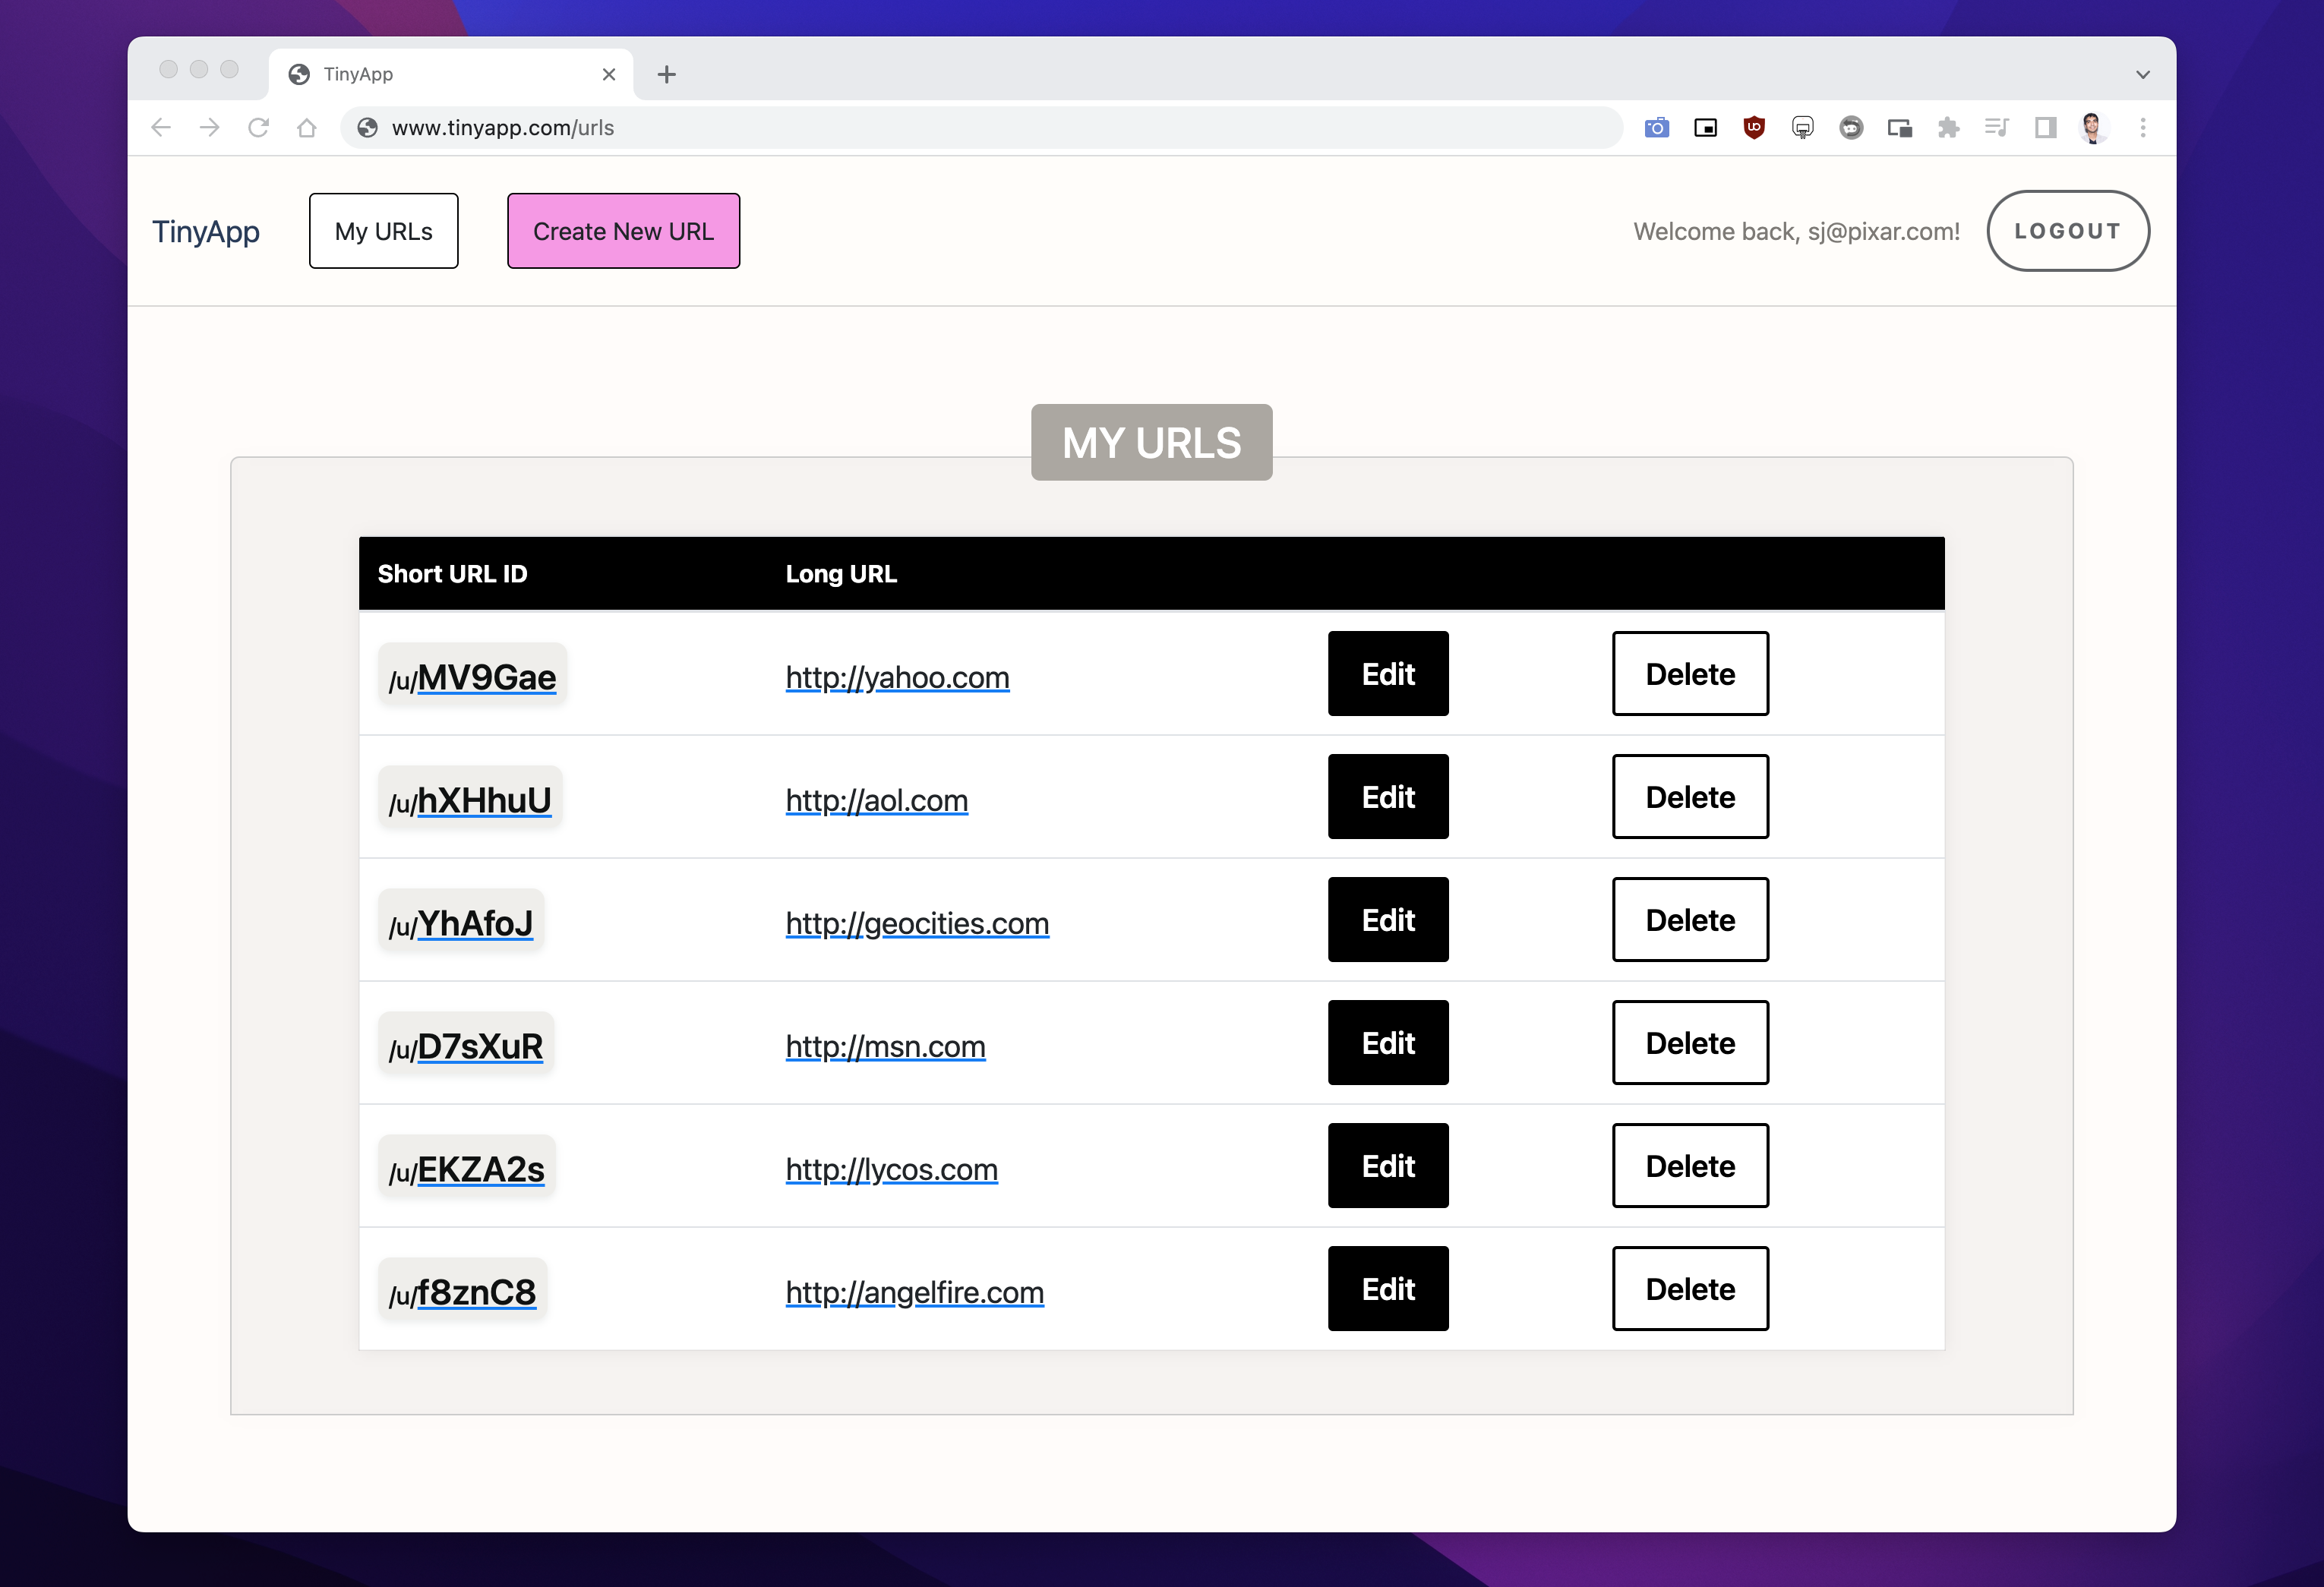 TinyApp
www.tinyapp.com/urls
TinyApp My URLs Create New URL Welcome back, sj@pixar.com! LOGOUT
MY URLS
Short URL ID Long URL
/u/MV9Gae http://yahoo.com Edit Delete
/u/hXHhuU http://aol.com Edit Delete
/u/YhAfoJ http://geocities.com Edit Delete
/u/D7sXuR http://msn.com Edit Delete
/u/EKZA2s http://lycos.com Edit Delete
/u/f8znC8 http://angelfire.com Edit Delete